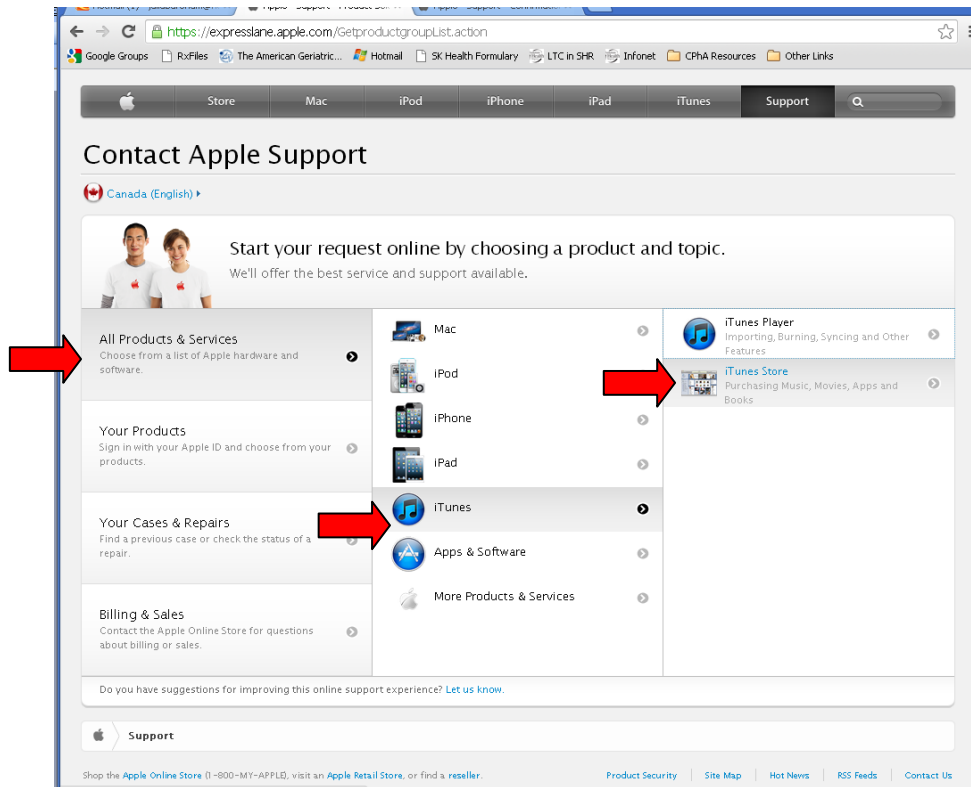 https://expresslane.apple.com/GetproductgroupList.action
Google Groups RxFiles The American Geriatric... Hotmail SK Health Formulary LTC in SHR Infonet CPhA Resources Other Links
Store Mac iPod iPhone iPad iTunes Support
Contact Apple Support
Canada (English)
Start your request online by choosing a product and topic.
We'll offer the best service and support available.
All Products & Services
Choose from a list of Apple hardware and
software.
Your Products
Sign in with your Apple ID and choose from your
products.
Your Cases & Repairs
Find a previous case or check the status of a
repair.
Billing & Sales
Contact the Apple Online Store for questions
about billing or sales.
Mac
iPod
iPhone
iPad
iTunes
Apps & Software
More Products & Services
iTunes Player
Importing, Burning, Syncing and Other
Features
iTunes Store
Purchasing Music, Movies, Apps and
Books
Do you have suggestions for improving this online support experience? Let us know.
Support
Shop the Apple Online Store (1-800-MY-APPLE), visit an Apple Retail Store, or find a reseller.
Product Security Site Map Hot News RSS Feeds Contact Us